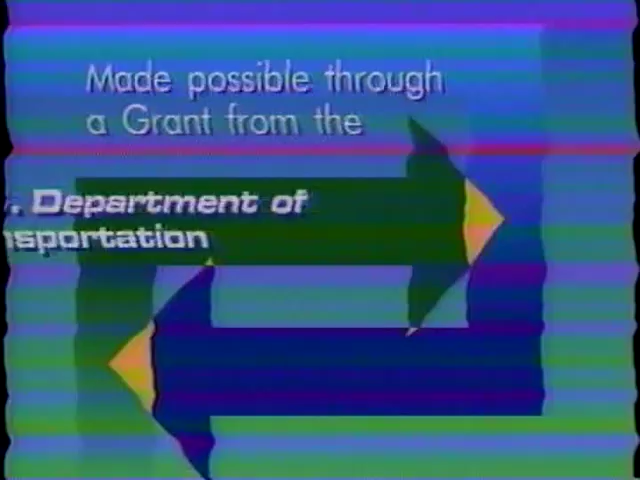 Made possible through
a Grant from the
. Department of
nsportation